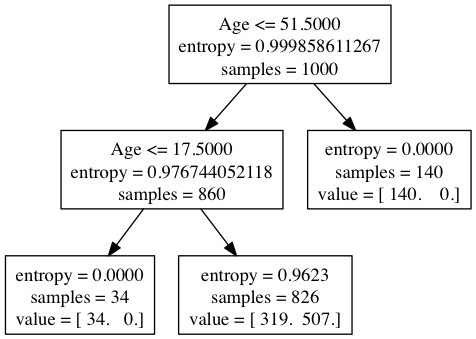 Age <= 51.5000
entropy = 0.999858611267
samples = 1000
Age <= 17.5000
entropy = 0.976744052118
samples = 860
entropy = 0.0000
samples = 140
value = [ 140.    0.]
entropy = 0.0000
samples = 34
value = [ 34.   0.]
entropy = 0.9623
samples = 826
value = [ 319.  507.]